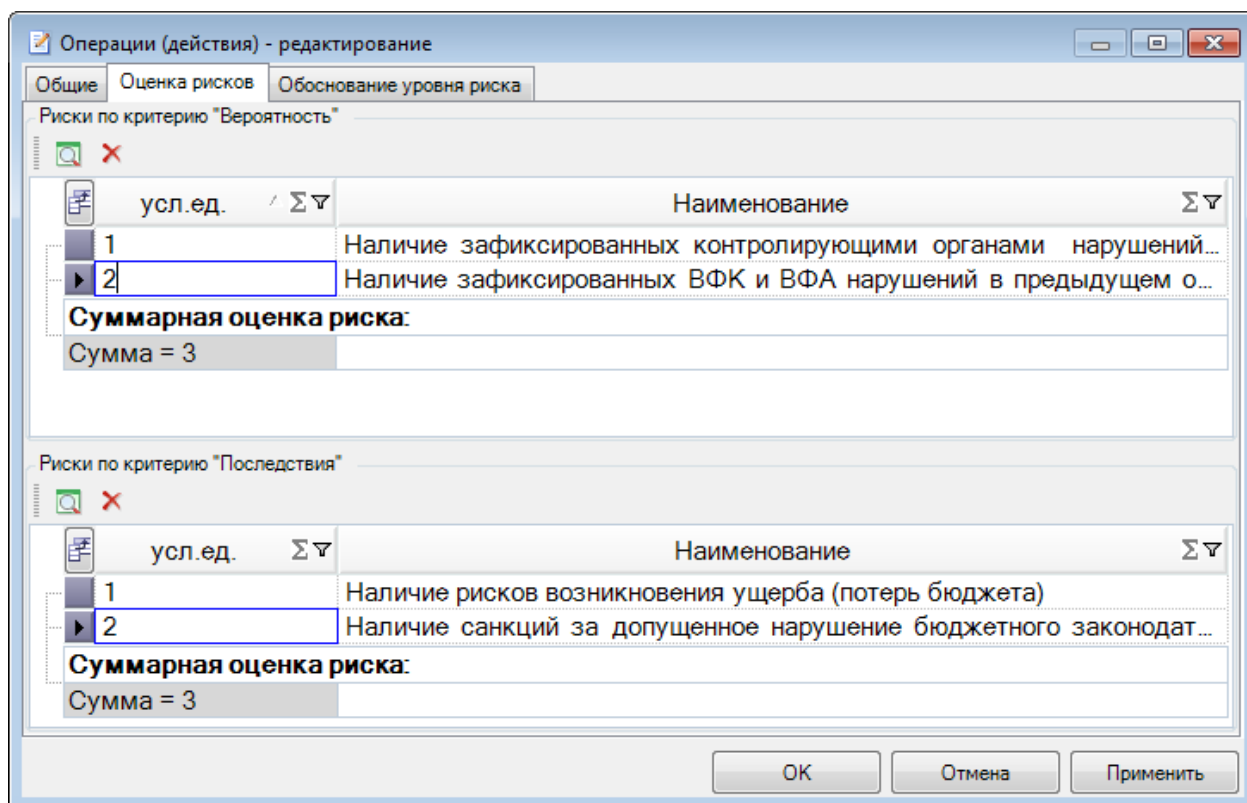 Операции (действия) - редактирование
Общие Оценка рисков Обоснование уровня риска
Риски по критерию "Вероятность"
усл.ед. Наименование
1 Наличие зафиксированных контролирующими органами нарушений...
2 Наличие зафиксированных ВФК и ВФА нарушений в предыдущем о...
Суммарная оценка риска:
Сумма = 3
Риски по критерию "Последствия"
усл.ед. Наименование
1 Наличие рисков возникновения ущерба (потерь бюджета)
2 Наличие санкций за допущенное нарушение бюджетного законодат...
Суммарная оценка риска:
Сумма = 3
OK Отмена Применить